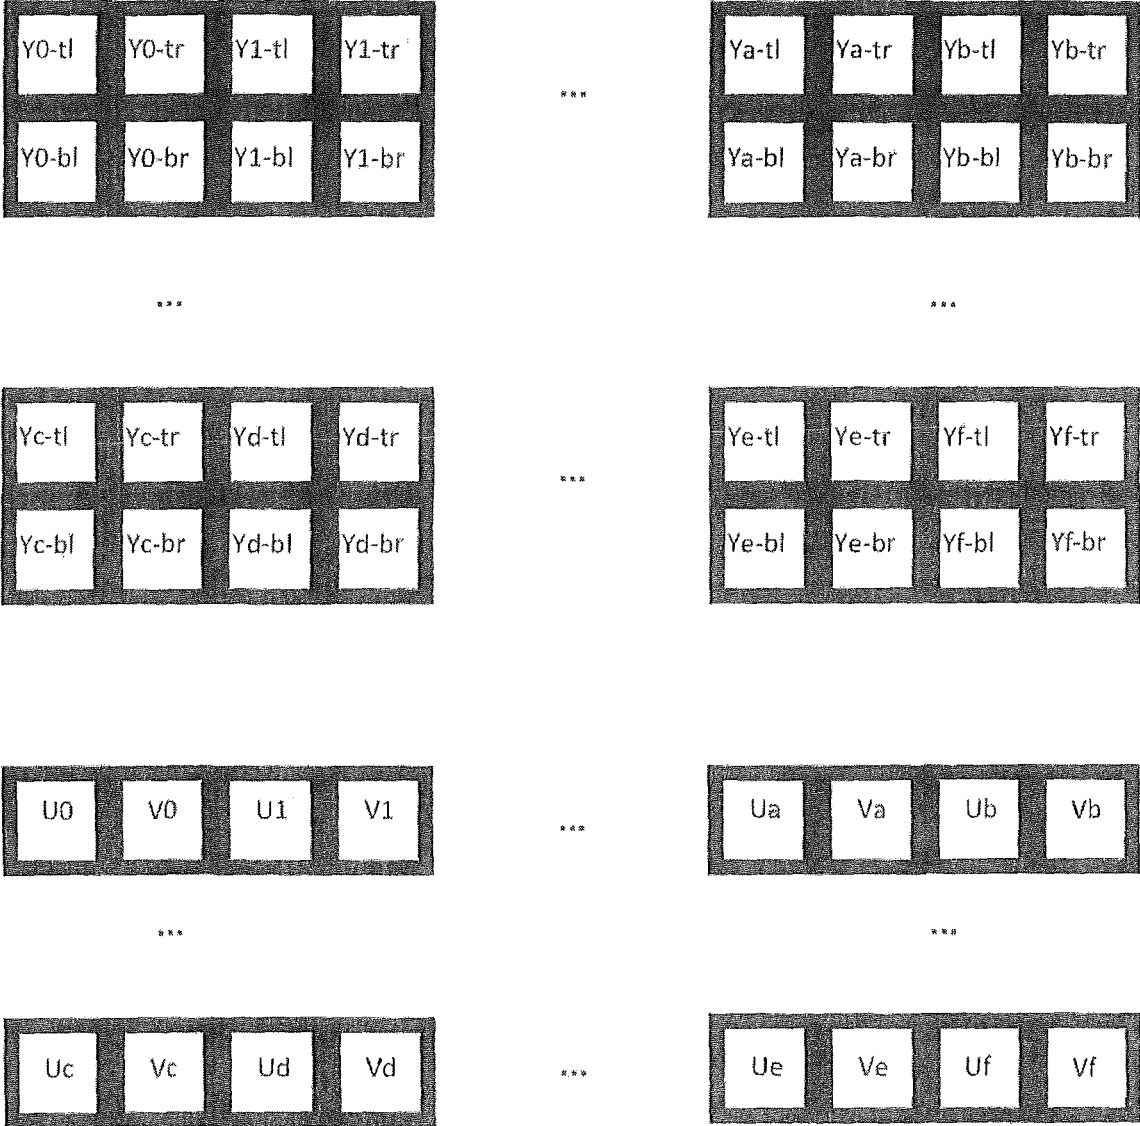 Y0-tl Y0-tr Y1-tl Y1-tr ... Ya-tl Ya-tr Yb-tl Yb-tr
Y0-bl Y0-br Y1-bl Y1-br Ya-bl Ya-br Yb-bl Yb-br
... ...
Yc-tl Yc-tr Yd-tl Yd-tr ... Ye-tl Ye-tr Yf-tl Yf-tr
Yc-bl Yc-br Yd-bl Yd-br Ye-bl Ye-br Yf-bl Yf-br
U0 V0 U1 V1 ... Ua Va Ub Vb
... ...
Uc Vc Ud Vd ... Ue Ve Uf Vf